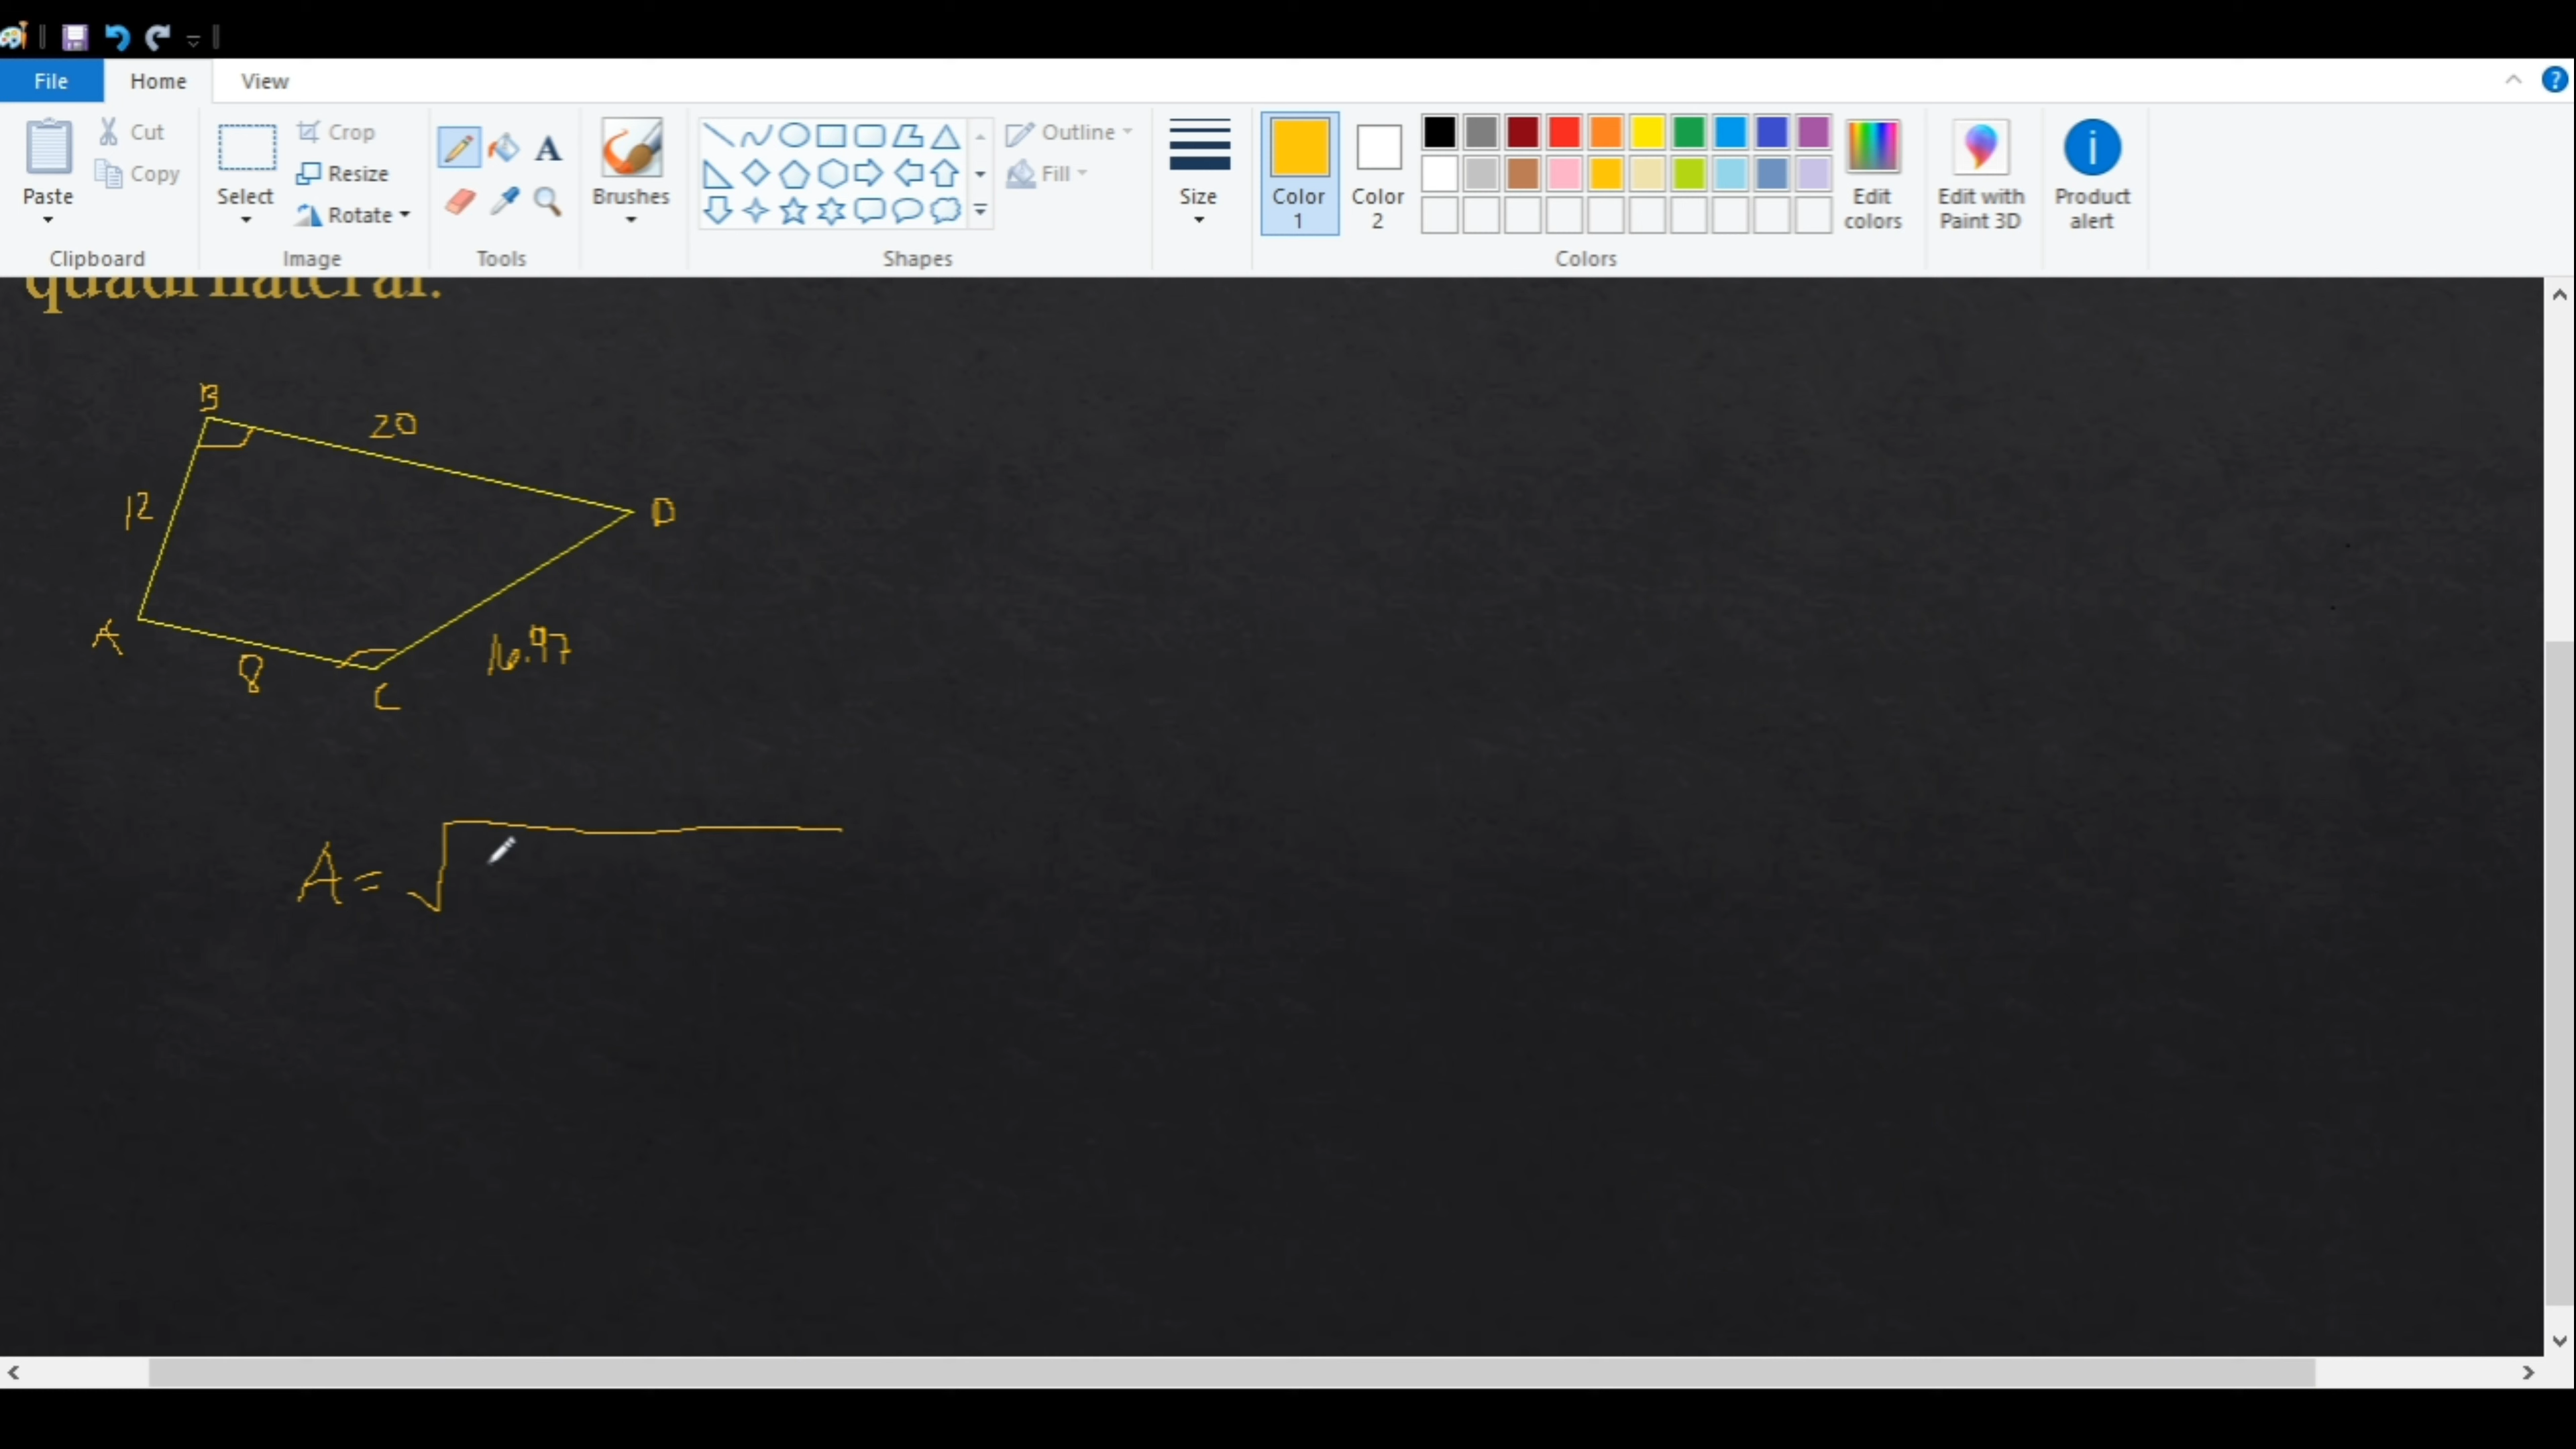 File Home View
Paste
Cut
Copy
Clipboard
Select
Crop
Resize
Rotate
Image
A
Tools
Brushes
Outline
Fill
Shapes
Size
Color 1
Color 2
Colors
Edit colors
Edit with Paint 3D
Product alert
quadrilateral.
B
20
12
D
A
8
16.97
C
A = √